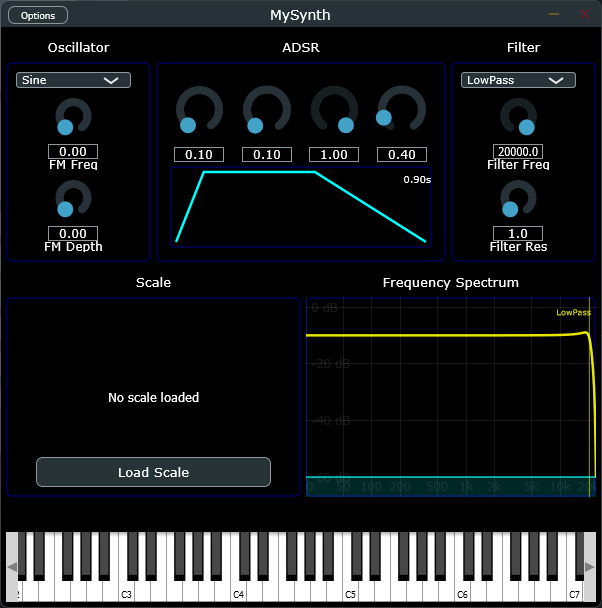 Options
MySynth
Oscillator
ADSR
Filter
Sine
LowPass
0.00
FM Freq
0.10
0.10
1.00
0.40
20000.0
Filter Freq
0.90s
0.00
FM Depth
1.0
Filter Res
Scale
Frequency Spectrum
0 dB
LowPass
-20 dB
No scale loaded
-40 dB
Load Scale
-60 dB
50 100 200 500 1k 2k 5k 10k
C3 C4 C5 C6 C7